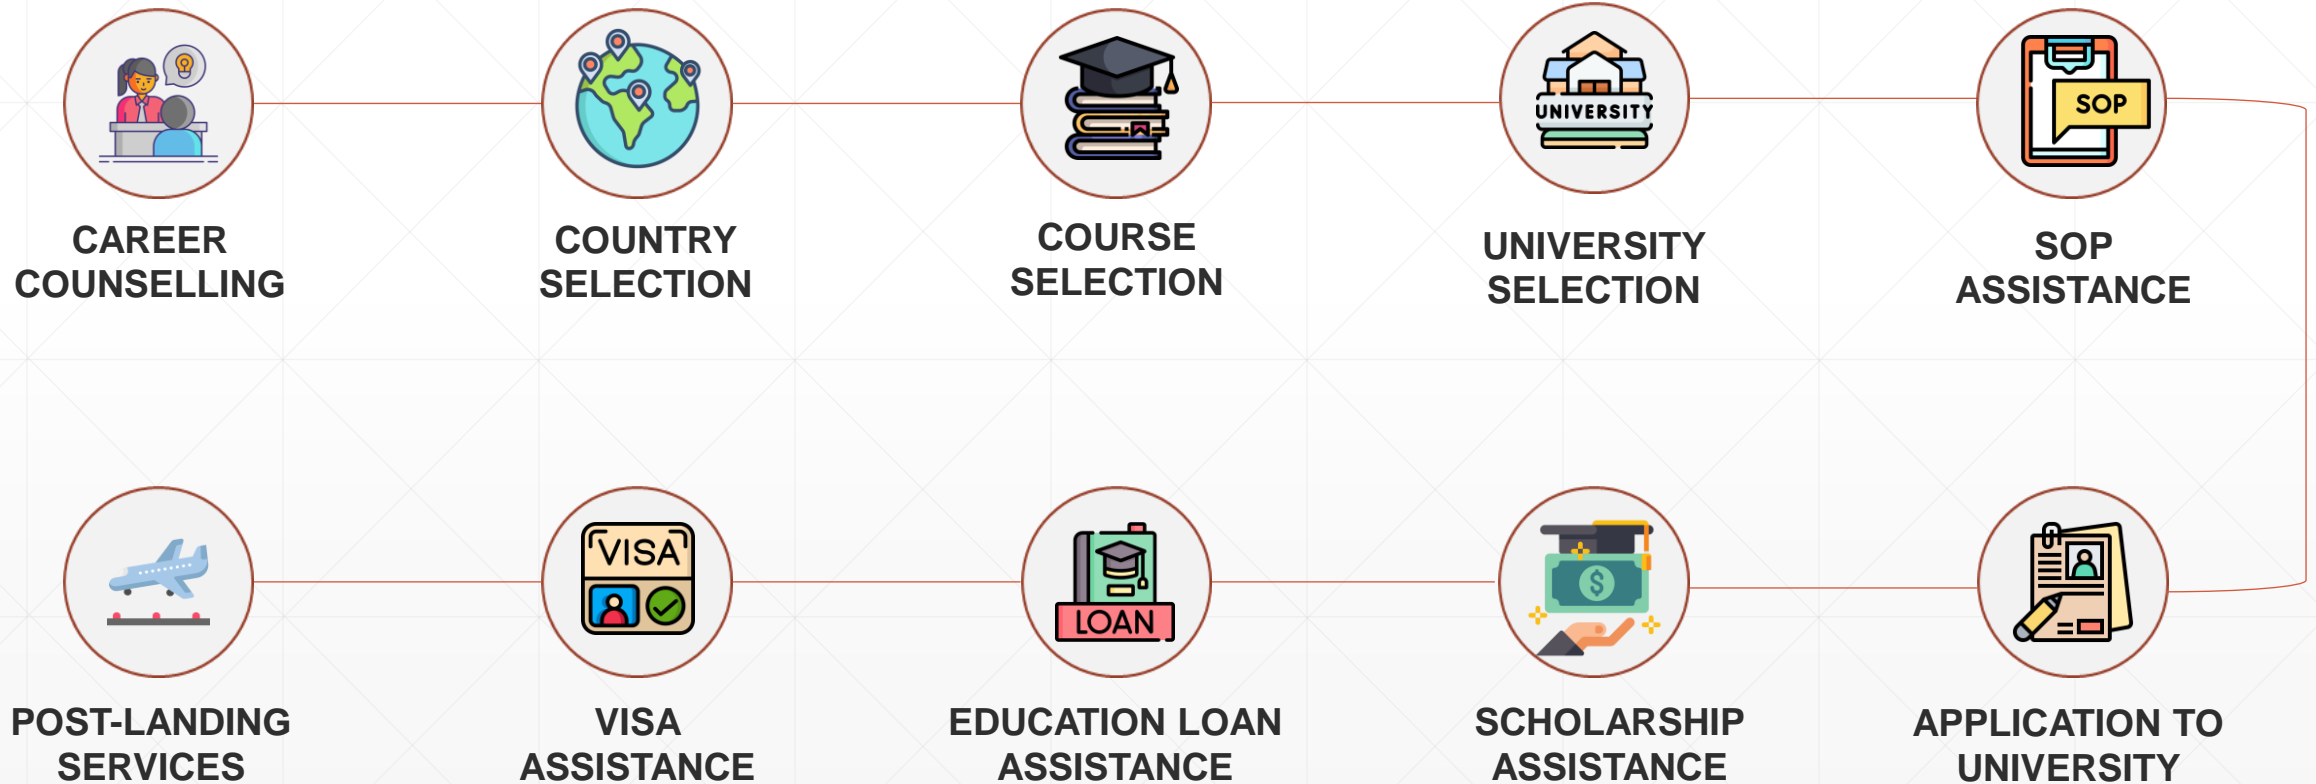 UNIVERSITY
SOP
CAREER
COUNSELLING
COUNTRY
SELECTION
COURSE
SELECTION
UNIVERSITY
SELECTION
SOP
ASSISTANCE
VISA
LOAN
$
POST-LANDING
SERVICES
VISA
ASSISTANCE
EDUCATION LOAN
ASSISTANCE
SCHOLARSHIP
ASSISTANCE
APPLICATION TO
UNIVERSITY